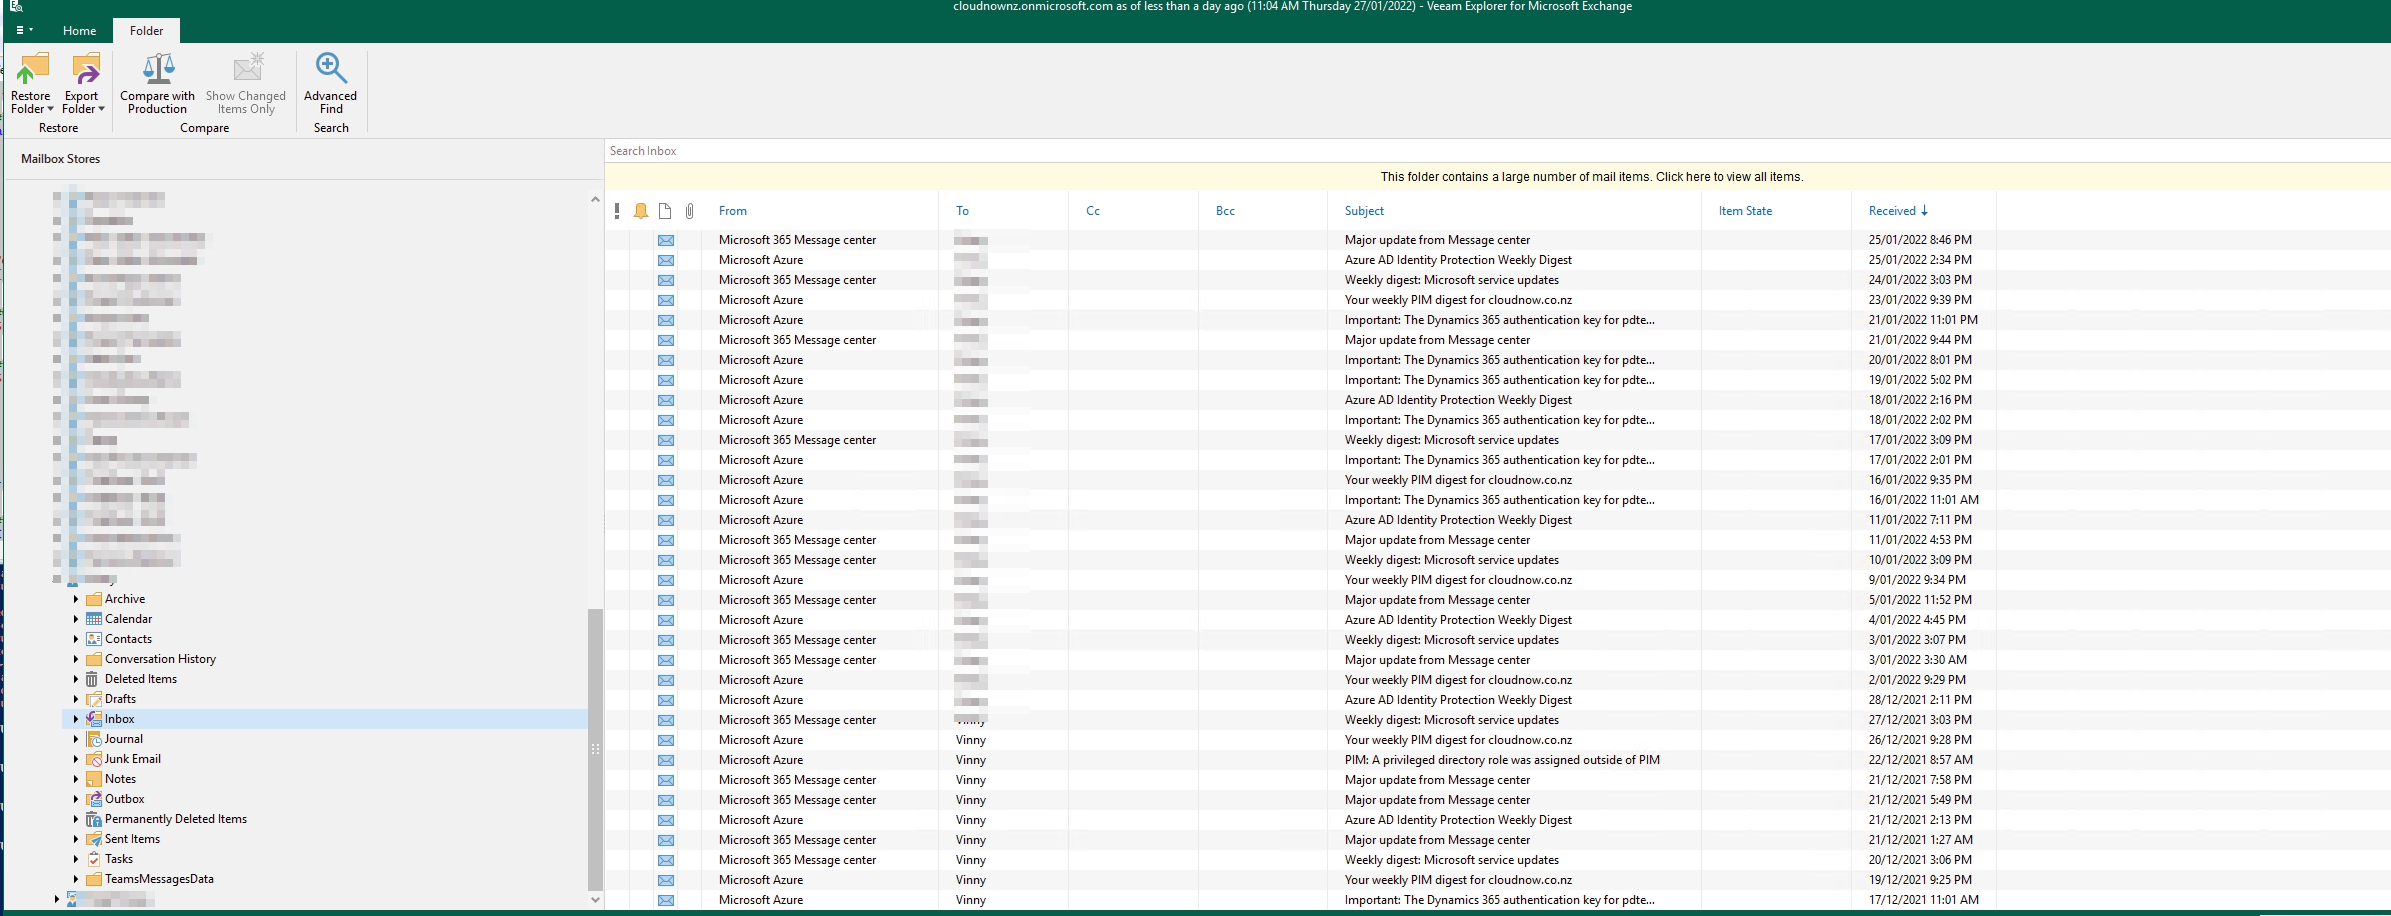 cloudnownz.onmicrosoft.com as of less than a day ago (11:04 AM Thursday 27/01/2022) - Veeam Explorer for Microsoft Exchange
Home Folder
Restore Folder Export Folder Compare with Production Show Changed Items Only Advanced Find
Restore Compare Search
Mailbox Stores
Archive
Calendar
Contacts
Conversation History
Deleted Items
Drafts
Inbox
Journal
Junk Email
Notes
Outbox
Permanently Deleted Items
Sent Items
Tasks
TeamsMessagesData
Search Inbox
This folder contains a large number of mail items. Click here to view all items.
From To Cc Bcc Subject Item State Received
Microsoft 365 Message center Major update from Message center 25/01/2022 8:46 PM
Microsoft Azure Azure AD Identity Protection Weekly Digest 25/01/2022 2:34 PM
Microsoft 365 Message center Weekly digest: Microsoft service updates 24/01/2022 3:03 PM
Microsoft Azure Your weekly PIM digest for cloudnow.co.nz 23/01/2022 9:39 PM
Microsoft Azure Important: The Dynamics 365 authentication key for pdte... 21/01/2022 11:01 PM
Microsoft 365 Message center Major update from Message center 21/01/2022 9:44 PM
Microsoft Azure Important: The Dynamics 365 authentication key for pdte... 20/01/2022 8:01 PM
Microsoft Azure Important: The Dynamics 365 authentication key for pdte... 19/01/2022 5:02 PM
Microsoft Azure Azure AD Identity Protection Weekly Digest 18/01/2022 2:16 PM
Microsoft Azure Important: The Dynamics 365 authentication key for pdte... 18/01/2022 2:02 PM
Microsoft 365 Message center Weekly digest: Microsoft service updates 17/01/2022 3:09 PM
Microsoft Azure Important: The Dynamics 365 authentication key for pdte... 17/01/2022 2:01 PM
Microsoft Azure Your weekly PIM digest for cloudnow.co.nz 16/01/2022 9:35 PM
Microsoft Azure Important: The Dynamics 365 authentication key for pdte... 16/01/2022 11:01 AM
Microsoft Azure Azure AD Identity Protection Weekly Digest 11/01/2022 7:11 PM
Microsoft 365 Message center Major update from Message center 11/01/2022 4:53 PM
Microsoft 365 Message center Weekly digest: Microsoft service updates 10/01/2022 3:09 PM
Microsoft Azure Your weekly PIM digest for cloudnow.co.nz 9/01/2022 9:34 PM
Microsoft 365 Message center Major update from Message center 5/01/2022 11:52 PM
Microsoft Azure Azure AD Identity Protection Weekly Digest 4/01/2022 4:45 PM
Microsoft 365 Message center Weekly digest: Microsoft service updates 3/01/2022 3:07 PM
Microsoft 365 Message center Major update from Message center 3/01/2022 3:30 AM
Microsoft Azure Your weekly PIM digest for cloudnow.co.nz 2/01/2022 9:29 PM
Microsoft Azure Azure AD Identity Protection Weekly Digest 28/12/2021 2:11 PM
Microsoft 365 Message center Weekly digest: Microsoft service updates 27/12/2021 3:03 PM
Microsoft Azure Vinny Your weekly PIM digest for cloudnow.co.nz 26/12/2021 9:28 PM
Microsoft Azure Vinny PIM: A privileged directory role was assigned outside of PIM 22/12/2021 8:57 AM
Microsoft 365 Message center Vinny Major update from Message center 21/12/2021 7:58 PM
Microsoft 365 Message center Vinny Major update from Message center 21/12/2021 5:49 PM
Microsoft Azure Vinny Azure AD Identity Protection Weekly Digest 21/12/2021 2:13 PM
Microsoft 365 Message center Vinny Major update from Message center 21/12/2021 1:27 AM
Microsoft 365 Message center Vinny Weekly digest: Microsoft service updates 20/12/2021 3:06 PM
Microsoft Azure Vinny Your weekly PIM digest for cloudnow.co.nz 19/12/2021 9:25 PM
Microsoft Azure Vinny Important: The Dynamics 365 authentication key for pdte... 17/12/2021 11:01 AM